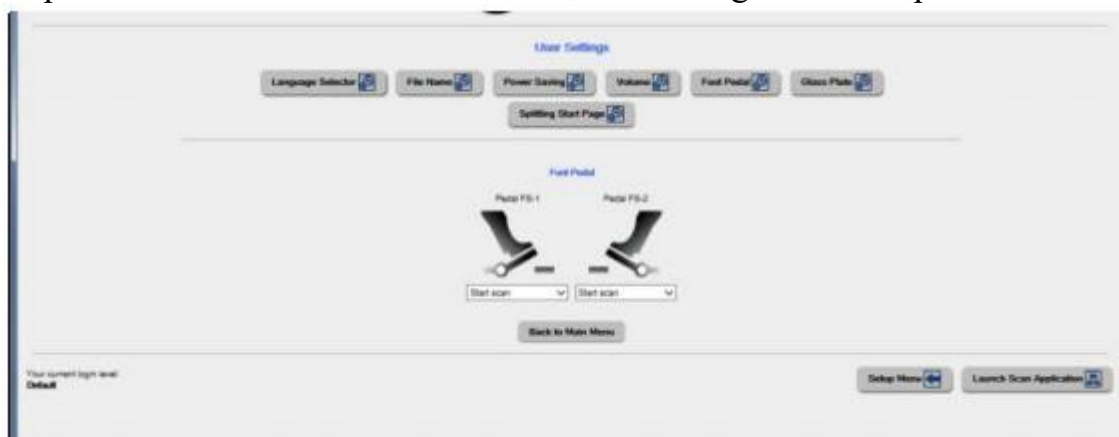 User Settings
Language Selector File Name Power Saving Volume Foot Pedal Glass Plate
Splitting Start Page
Foot Pedal
Pedal FS-1 Pedal FS-2
Start scan Start scan
Back to Main Menu
Your current login level:
Default
Setup Menu Launch Scan Application